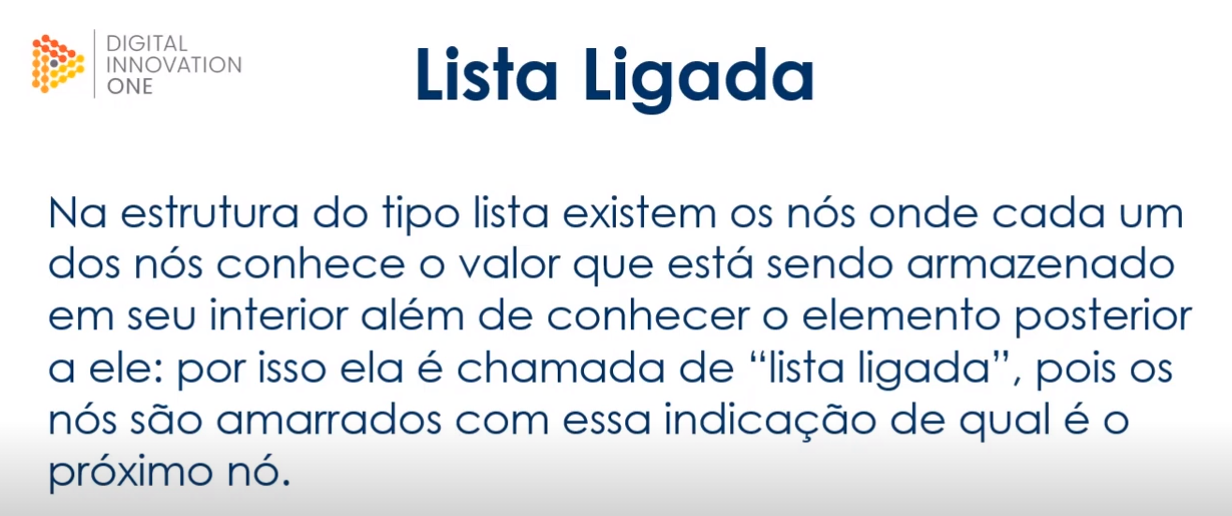 DIGITAL
INNOVATION
ONE
Lista Ligada
Na estrutura do tipo lista existem os nós onde cada um
dos nós conhece o valor que está sendo armazenado
em seu interior além de conhecer o elemento posterior
a ele: por isso ela é chamada de “lista ligada”, pois os
nós são amarrados com essa indicação de qual é o
próximo nó.